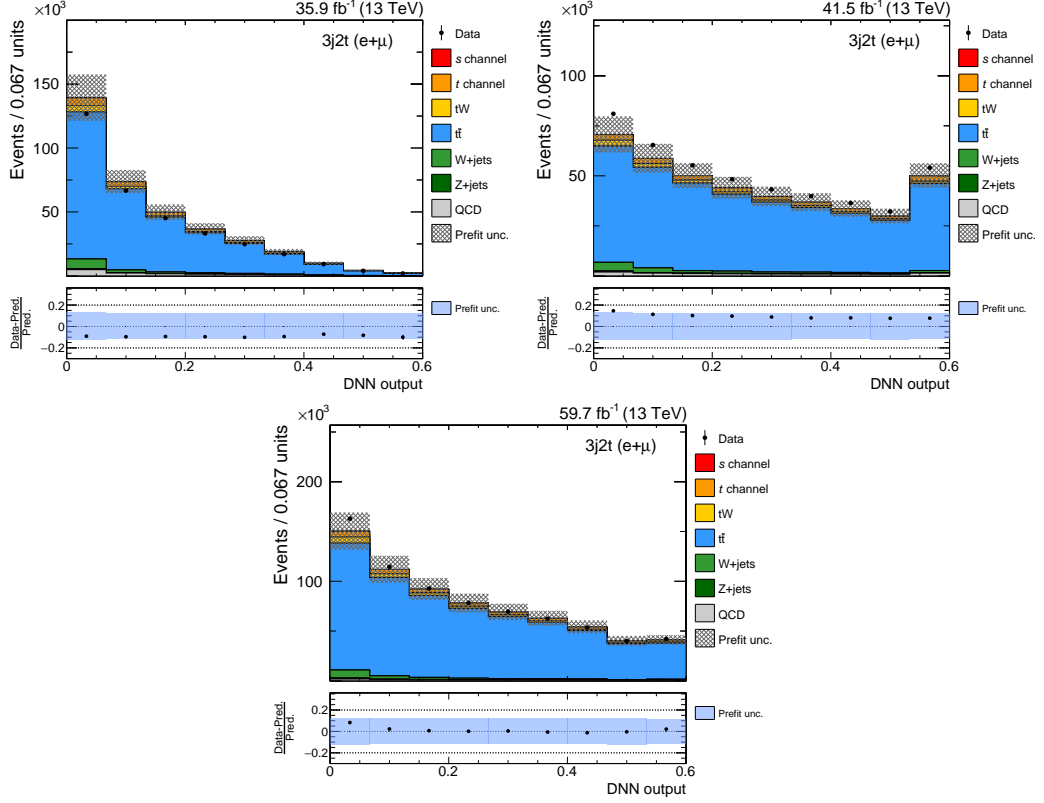 ×10³ 35.9 fb⁻¹ (13 TeV)
3j2t (e+μ)
Events / 0.067 units
150
100
50
Data
s channel
t channel
tW
tt̄
W+jets
Z+jets
QCD
Prefit unc.
Data-Pred.
Pred.
0.2
0
−0.2
Prefit unc.
0 0.2 0.4 0.6
DNN output
×10³ 41.5 fb⁻¹ (13 TeV)
3j2t (e+μ)
Events / 0.067 units
100
50
Data
s channel
t channel
tW
tt̄
W+jets
Z+jets
QCD
Prefit unc.
Data-Pred.
Pred.
0.2
0
−0.2
Prefit unc.
0 0.2 0.4 0.6
DNN output
×10³ 59.7 fb⁻¹ (13 TeV)
3j2t (e+μ)
Events / 0.067 units
200
100
Data
s channel
t channel
tW
tt̄
W+jets
Z+jets
QCD
Prefit unc.
Data-Pred.
Pred.
0.2
0
−0.2
Prefit unc.
0 0.2 0.4 0.6
DNN output